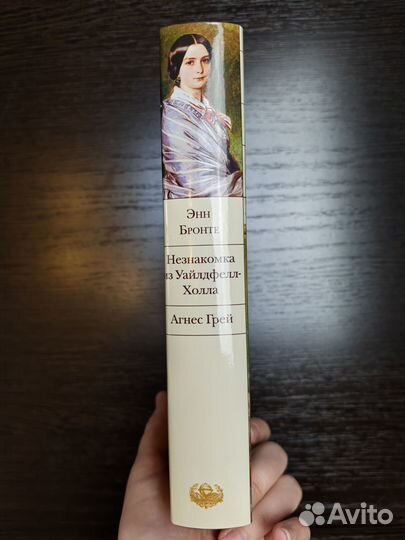 Энн
Бронте
Незнакомка
из Уайлдфелл-
Холла
Агнес Грей
Avito